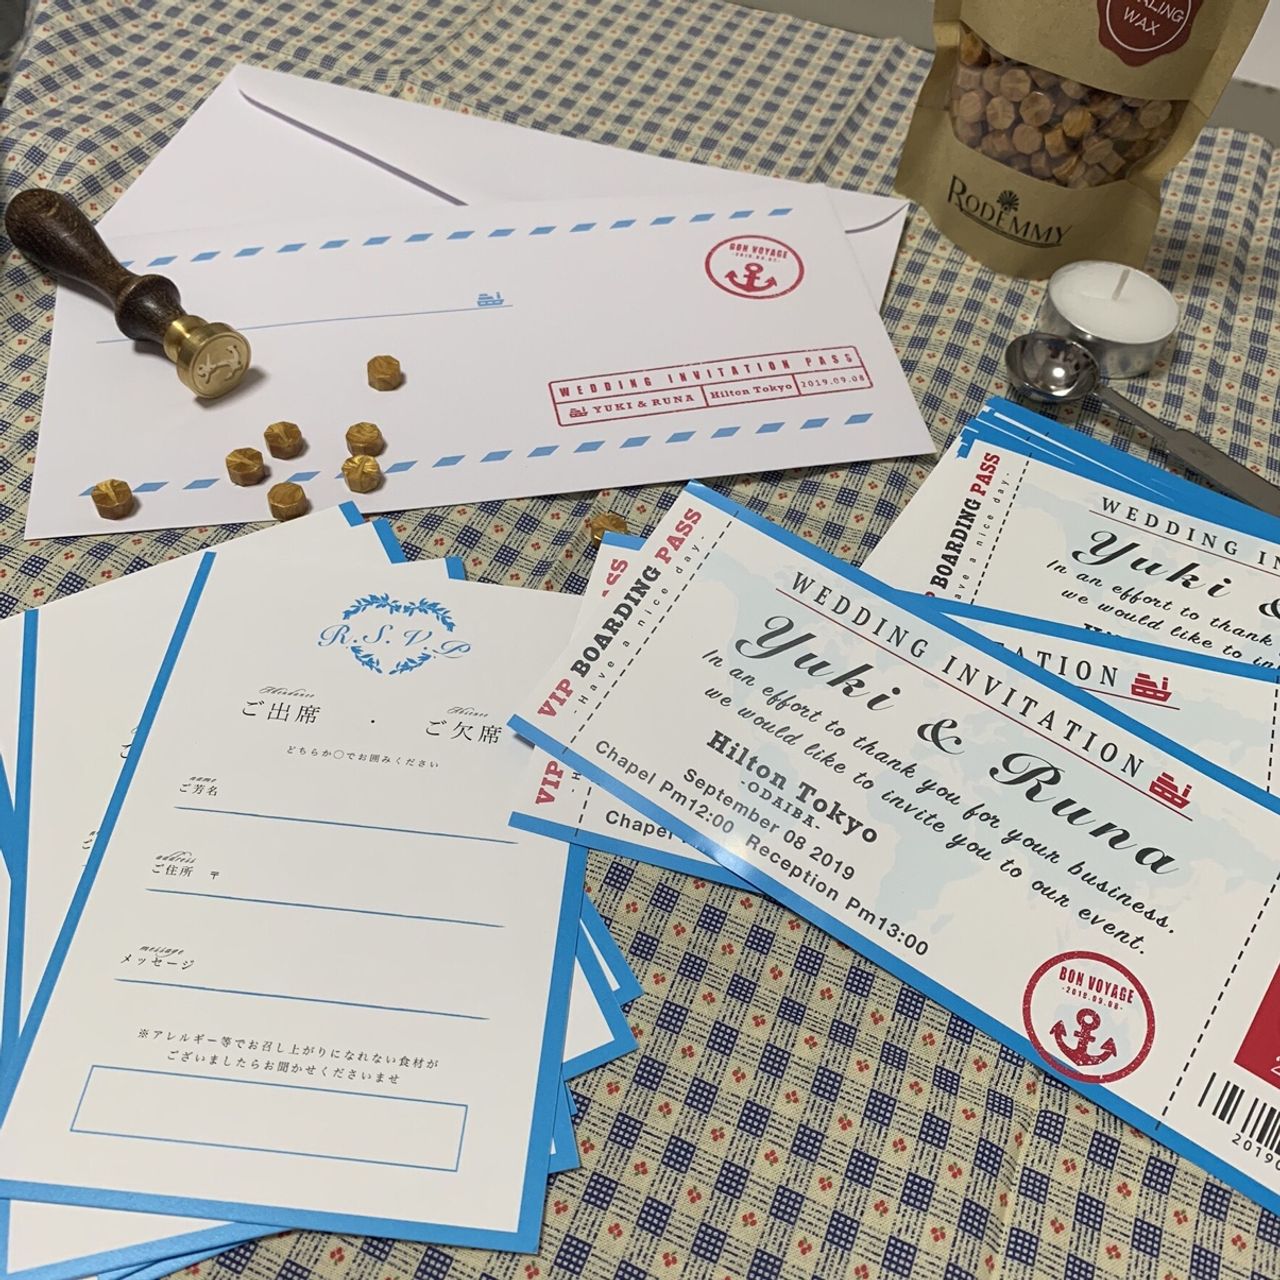 SEALING
WAX
RODEMMY
BON VOYAGE
WEDDING INVITATION PASS
YUKI & RUNA
Hilton Tokyo
2019.09.08
R.S.V.P
Attendance
Absence
ご出席 ・ ご欠席
どちらか〇でお囲みください
name
ご芳名
address
ご住所 〒
message
メッセージ
※アレルギー等でお召し上がりになれない食材が
ございましたらお聞かせくださいませ
VIP BOARDING PASS
-Have a nice day.-
WEDDING INVITATION
Yuki & Runa
In an effort to thank you for your business,
we would like to invite you to our event.
Hilton Tokyo
-ODAIBA-
September 08 2019
Chapel Pm12:00 Reception Pm13:00
BON VOYAGE
VIP
Chapel
BOARDING PASS
ave a nice day.-
WEDDING IN
Yuki &
In an effort to thank
we would like to in
TATION